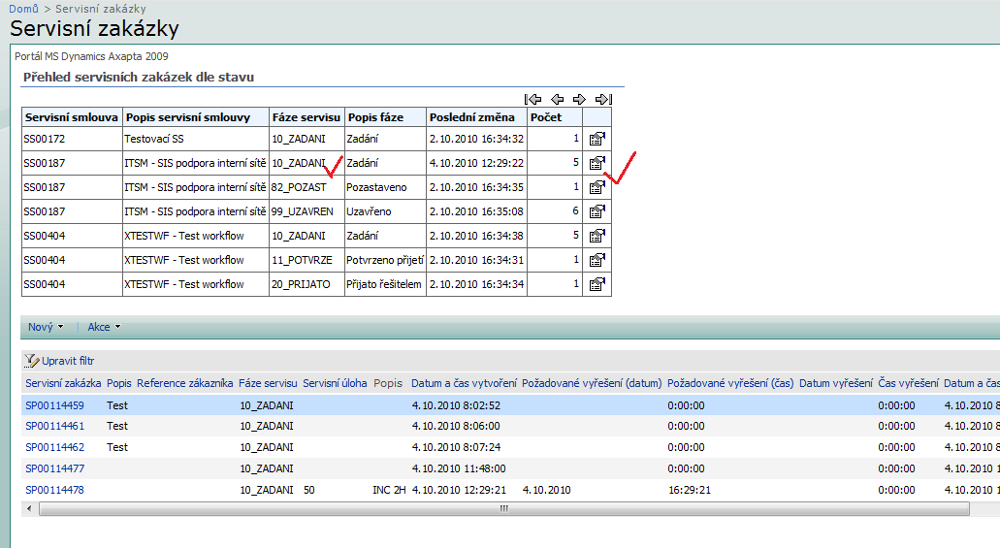 Domů > Servisní zakázky
Servisní zakázky
Portál MS Dynamics Axapta 2009
Přehled servisních zakázek dle stavu
Servisní smlouva Popis servisní smlouvy Fáze servisu Popis fáze Poslední změna Počet
SS00172 Testovací SS 10_ZADANI Zadání 2.10.2010 16:34:32 1
SS00187 ITSM - SIS podpora interní sítě 10_ZADANI Zadání 4.10.2010 12:29:22 5
SS00187 ITSM - SIS podpora interní sítě 82_POZAST Pozastaveno 2.10.2010 16:34:35 1
SS00187 ITSM - SIS podpora interní sítě 99_UZAVREN Uzavřeno 2.10.2010 16:35:08 6
SS00404 XTESTWF - Test workflow 10_ZADANI Zadání 2.10.2010 16:34:38 5
SS00404 XTESTWF - Test workflow 11_POTVRZE Potvrzeno přijetí 2.10.2010 16:34:31 1
SS00404 XTESTWF - Test workflow 20_PRIJATO Přijato řešitelem 2.10.2010 16:34:34 1
Nový Akce
Upravit filtr
Servisní zakázka Popis Reference zákazníka Fáze servisu Servisní úloha Popis Datum a čas vytvoření Požadované vyřešení (datum) Požadované vyřešení (čas) Datum vyřešení Čas vyřešení Datum a čas
SP00114459 Test 10_ZADANI 4.10.2010 8:02:52 0:00:00 0:00:00 4.10.2010 8
SP00114461 Test 10_ZADANI 4.10.2010 8:06:00 0:00:00 0:00:00 4.10.2010 8
SP00114462 Test 10_ZADANI 4.10.2010 8:07:24 0:00:00 0:00:00 4.10.2010 8
SP00114477 10_ZADANI 4.10.2010 11:48:00 0:00:00 0:00:00 4.10.2010 1
SP00114478 10_ZADANI 50 INC 2H 4.10.2010 12:29:21 4.10.2010 16:29:21 0:00:00 4.10.2010 1